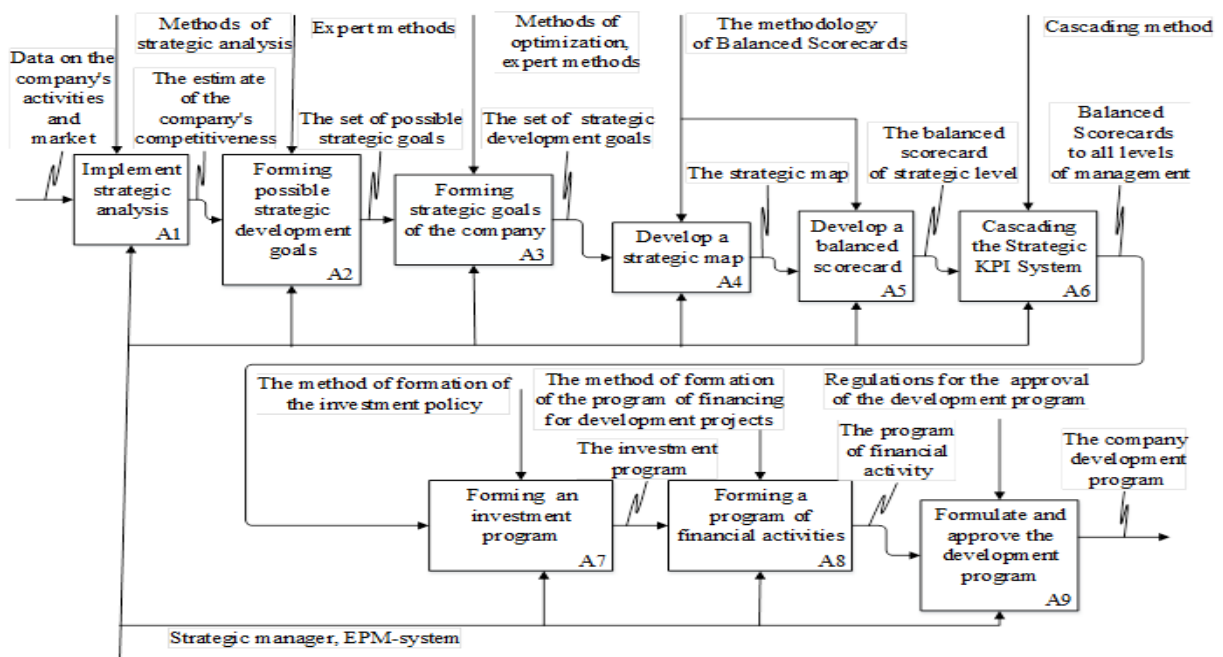 Methods of
strategic analysis
Expert methods
Methods of
optimization,
expert methods
The methodology
of Balanced Scorecards
Cascading method
Data on the
company's
activities
and
market
The estimate
of the
company's
competitiveness
The set of possible
strategic goals
The set of strategic
development goals
The strategic map
The balanced
scorecard
of strategic level
Balanced
Scorecards
to all levels
of management
Implement
strategic
analysis
A1
Forming
possible
strategic
development
goals
A2
Forming
strategic goals
of the company
A3
Develop a
strategic map
A4
Develop a
balanced
scorecard
A5
Cascading
the Strategic
KPI System
A6
The method of formation of
the investment policy
The method of formation
of the program of financing
for development projects
Regulations for the approval
of the development program
The investment
program
The program
of financial
activity
The company
development
program
Forming an
investment
program
A7
Forming a
program of
financial activities
A8
Formulate and
approve the
development
program
A9
Strategic manager, EPM-system